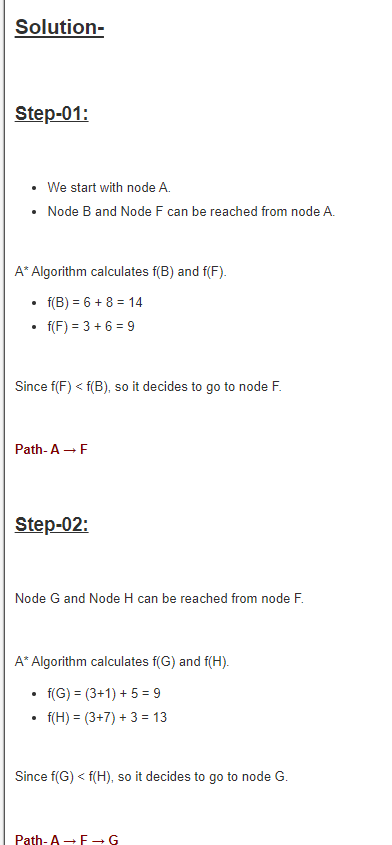 Solution-
Step-01:
• We start with node A.
• Node B and Node F can be reached from node A.
A* Algorithm calculates f(B) and f(F).
• f(B) = 6 + 8 = 14
• f(F) = 3 + 6 = 9
Since f(F) < f(B), so it decides to go to node F.
Path- A → F
Step-02:
Node G and Node H can be reached from node F.
A* Algorithm calculates f(G) and f(H).
• f(G) = (3+1) + 5 = 9
• f(H) = (3+7) + 3 = 13
Since f(G) < f(H), so it decides to go to node G.
Path- A → F → G